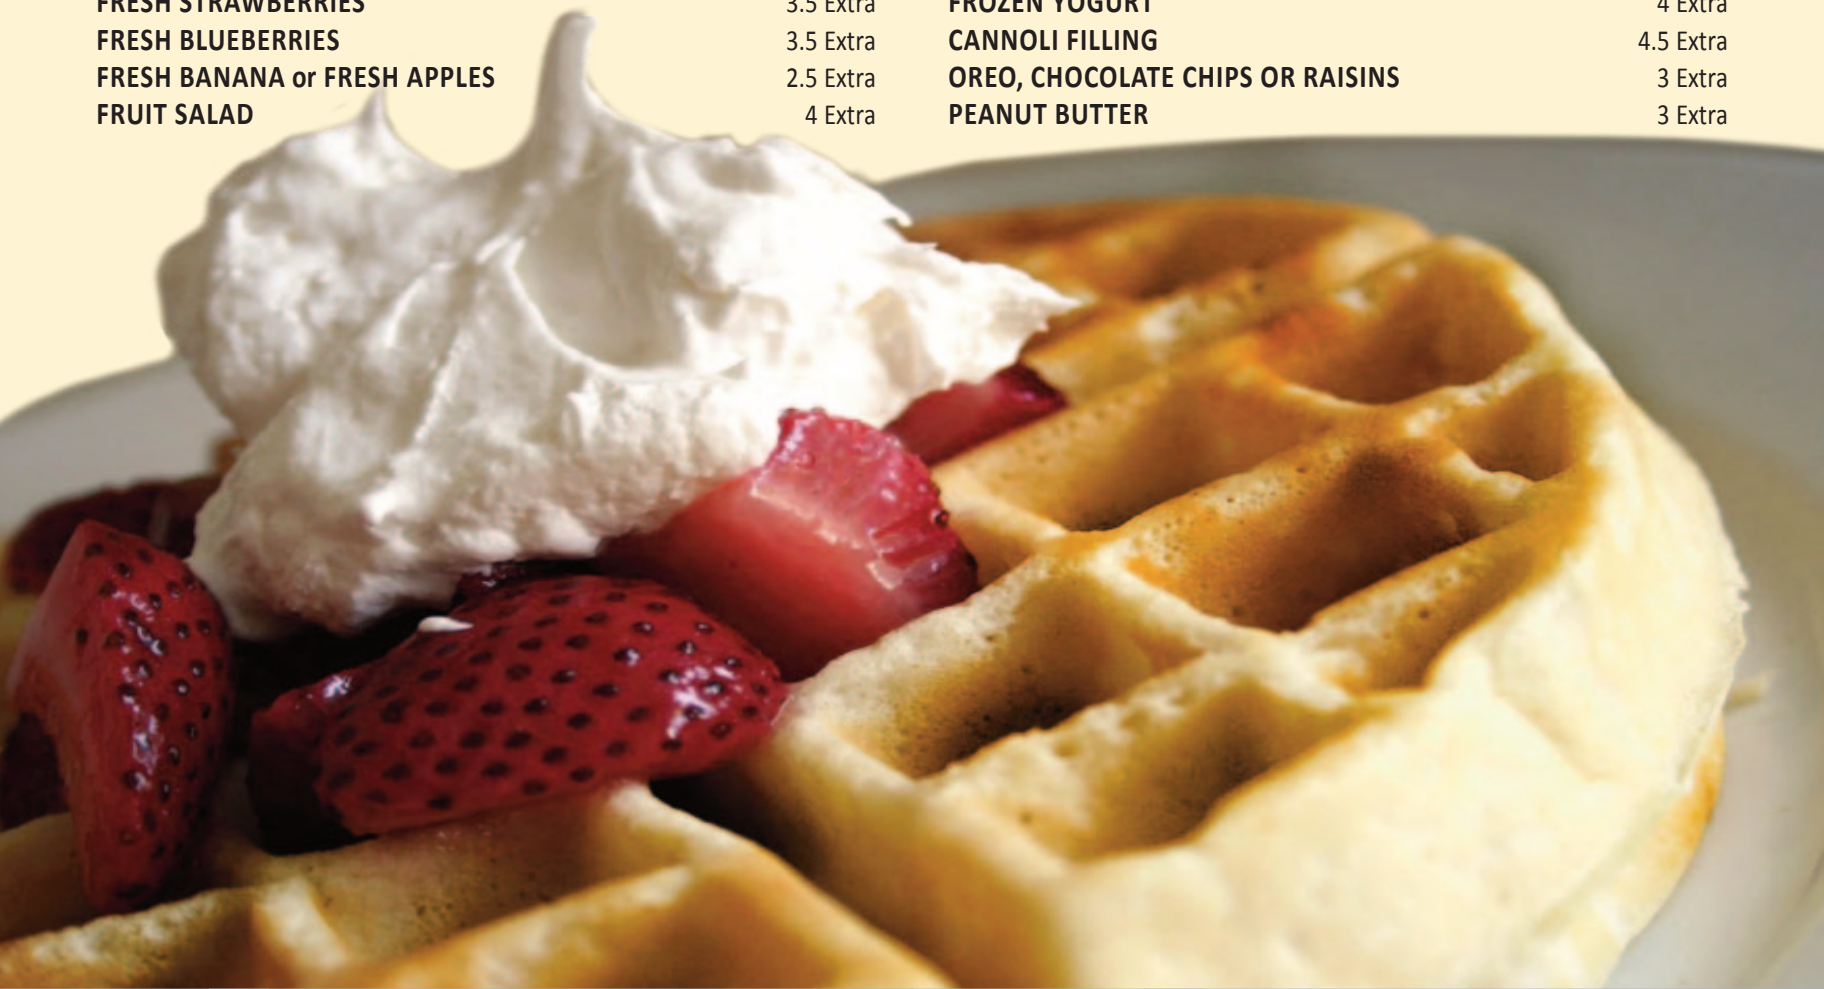 FRESH STRAWBERRIES 3.5 Extra
FRESH BLUEBERRIES 3.5 Extra
FRESH BANANA or FRESH APPLES 2.5 Extra
FRUIT SALAD 4 Extra
FROZEN YOGURT 4 Extra
CANNOLI FILLING 4.5 Extra
OREO, CHOCOLATE CHIPS OR RAISINS 3 Extra
PEANUT BUTTER 3 Extra